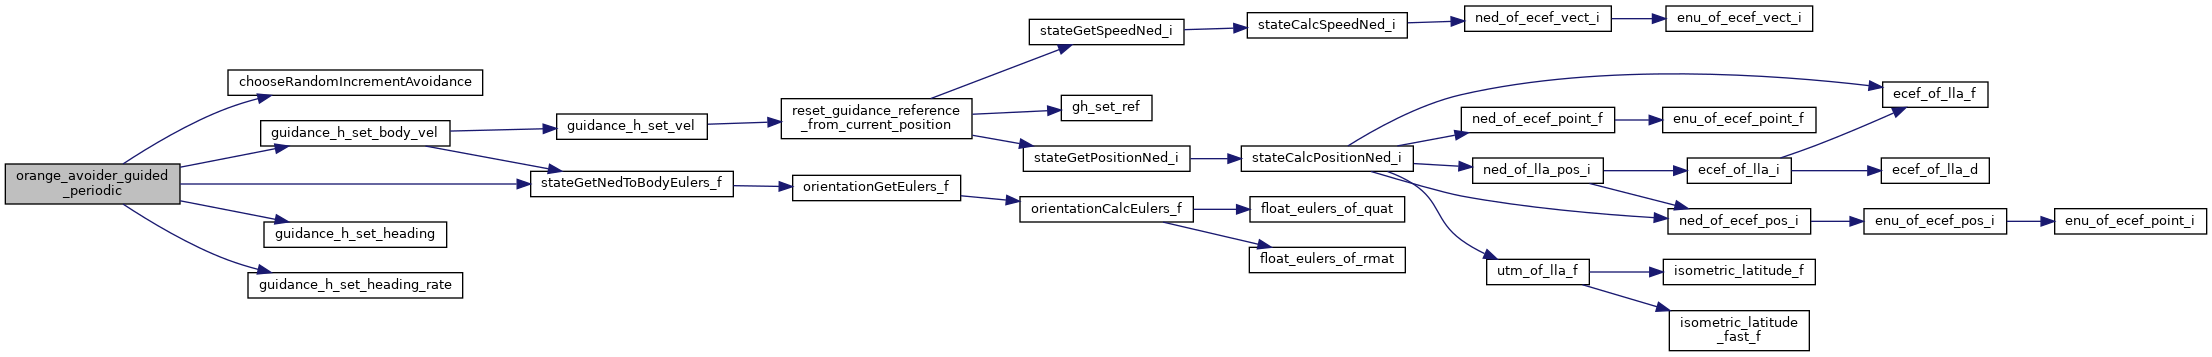 orange_avoider_guided
_periodic
chooseRandomIncrementAvoidance
guidance_h_set_body_vel
guidance_h_set_heading
guidance_h_set_heading_rate
guidance_h_set_vel
stateGetNedToBodyEulers_f
reset_guidance_reference
_from_current_position
orientationGetEulers_f
stateGetSpeedNed_i
gh_set_ref
stateGetPositionNed_i
orientationCalcEulers_f
stateCalcSpeedNed_i
stateCalcPositionNed_i
float_eulers_of_quat
float_eulers_of_rmat
ned_of_ecef_vect_i
ned_of_ecef_point_f
ned_of_lla_pos_i
utm_of_lla_f
enu_of_ecef_vect_i
enu_of_ecef_point_f
ecef_of_lla_i
ned_of_ecef_pos_i
isometric_latitude_f
isometric_latitude
_fast_f
ecef_of_lla_f
ecef_of_lla_d
enu_of_ecef_pos_i
enu_of_ecef_point_i